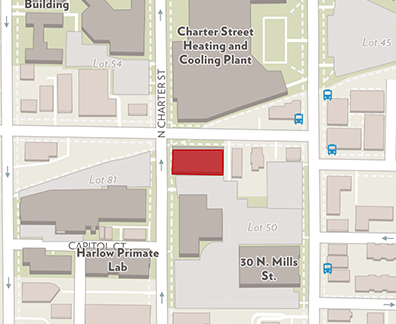 Building
Charter Street
Heating and
Cooling Plant
Lot 45
Lot 54
N CHARTER ST
Lot 81
Lot 50
CAPITOL CT
Harlow Primate
Lab
30 N. Mills
St.